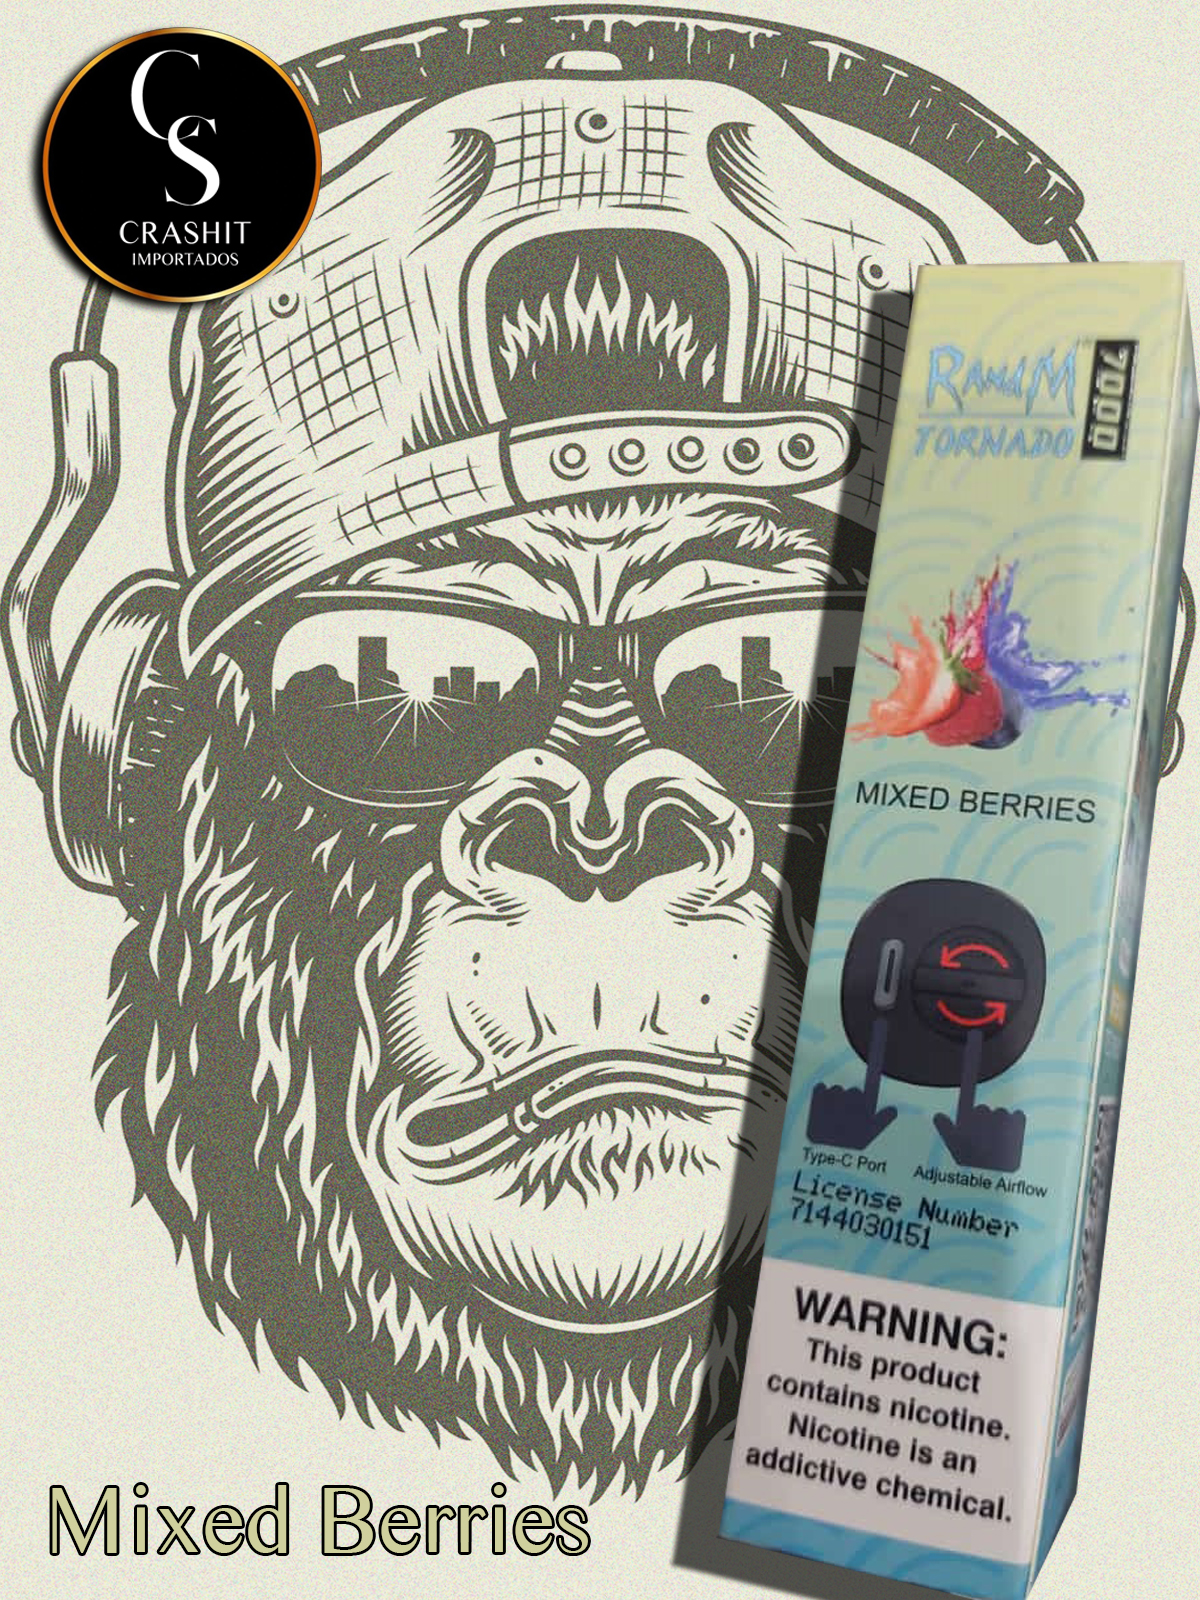 CS
CRASHIT
IMPORTADOS
RANDM
TORNADO
7000
MIXED BERRIES
Type-C Port
Adjustable Airflow
License Number
7144030151
WARNING:
This product
contains nicotine.
Nicotine is an
addictive chemical.
Mixed Berries